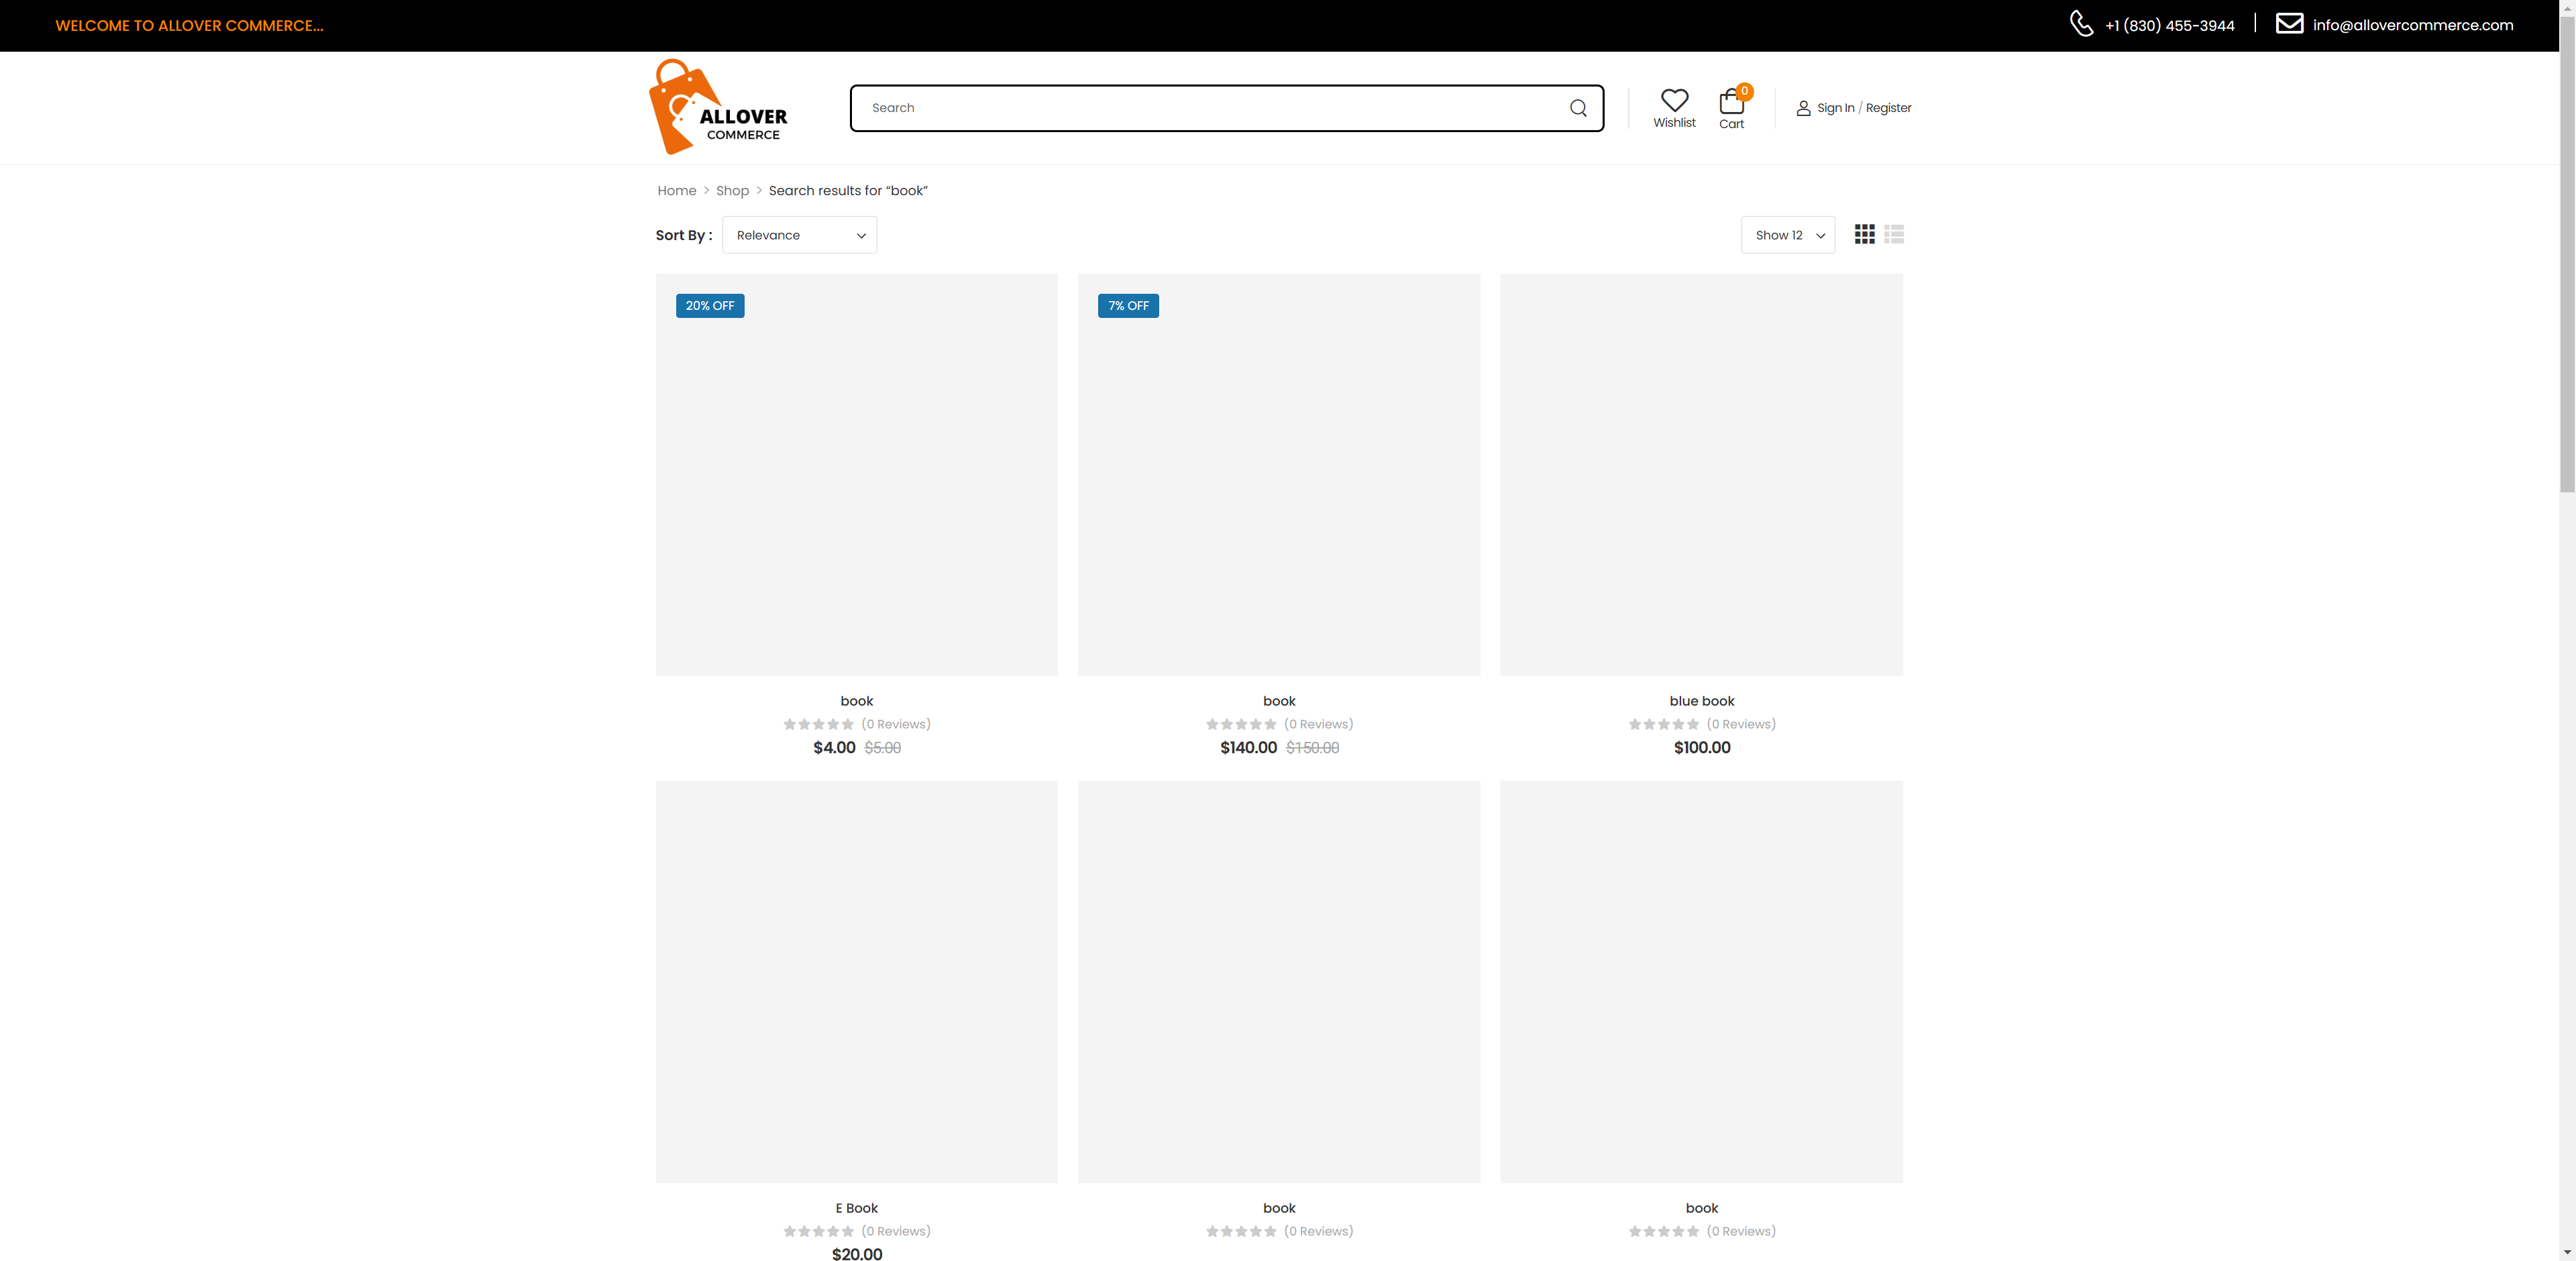 WELCOME TO ALLOVER COMMERCE...
+1 (830) 455-3944
info@allovercommerce.com
ALLOVER
COMMERCE
Search
Wishlist
0
Cart
Sign In / Register
Home > Shop > Search results for “book”
Sort By :
Relevance
Show 12
20% OFF
7% OFF
book
(0 Reviews)
$4.00 $5.00
book
(0 Reviews)
$140.00 $150.00
blue book
(0 Reviews)
$100.00
E Book
(0 Reviews)
$20.00
book
(0 Reviews)
book
(0 Reviews)